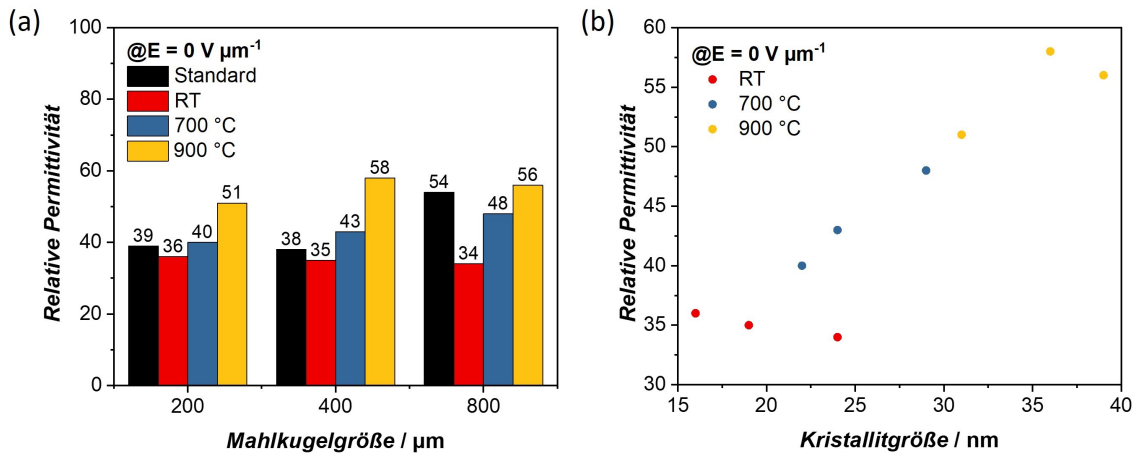 (a)
100
80
60
40
20
0
Relative Permittivität
@E = 0 V µm⁻¹
Standard
RT
700 °C
900 °C
39 36 40 51
38 35 43 58
54 34 48 56
200 400 800
Mahlkugelgröße / µm
(b)
60
55
50
45
40
35
30
Relative Permittivität
@E = 0 V µm⁻¹
RT
700 °C
900 °C
15 20 25 30 35 40
Kristallitgröße / nm